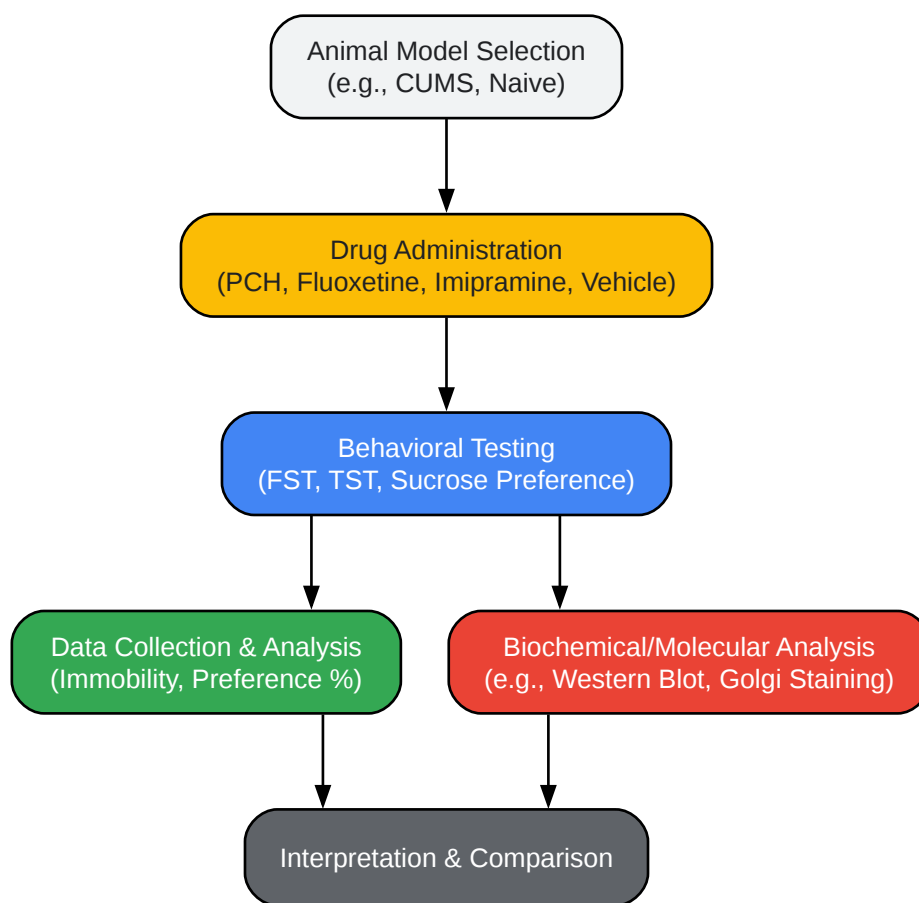 Animal Model Selection
(e.g., CUMS, Naive)
Drug Administration
(PCH, Fluoxetine, Imipramine, Vehicle)
Behavioral Testing
(FST, TST, Sucrose Preference)
Data Collection & Analysis
(Immobility, Preference %)
Biochemical/Molecular Analysis
(e.g., Western Blot, Golgi Staining)
Interpretation & Comparison